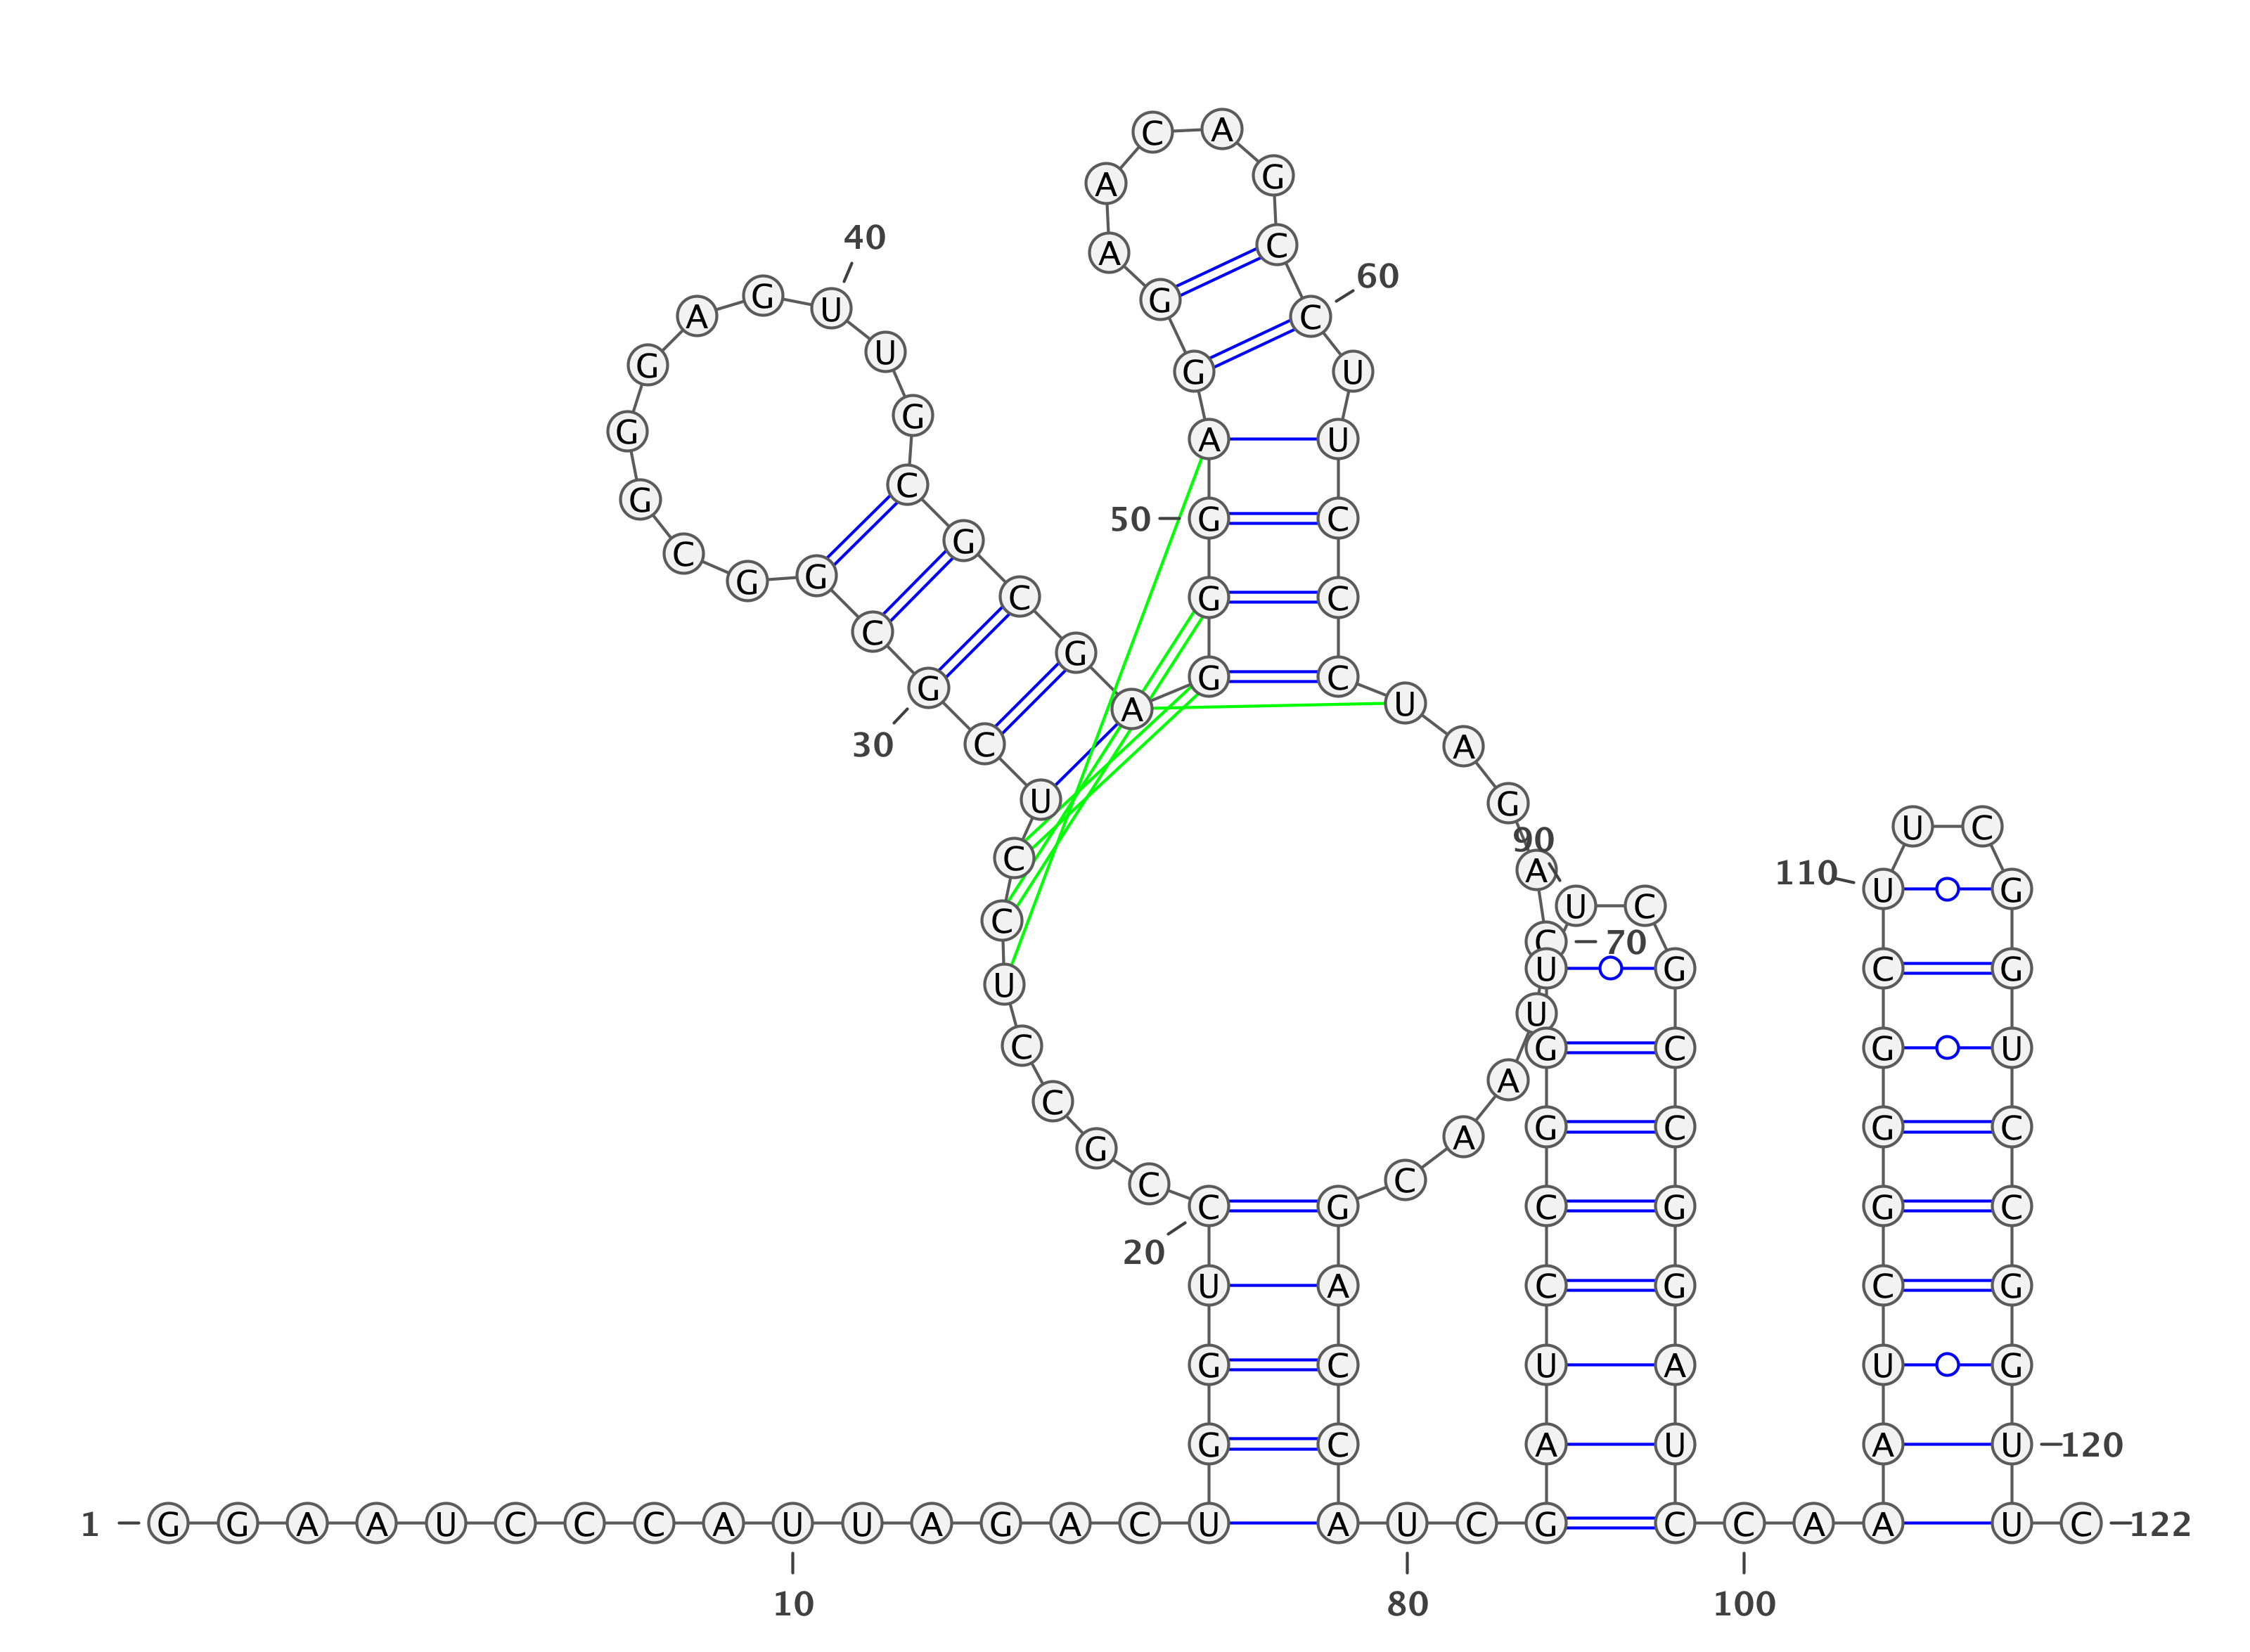 C A
A G
40
A C 60
G G
A U C
G U G U
G G A U
G C 50 G C
C G
G G C G C
C G
G A G C U
30 C A
U G U C
90
C A 110 U G
U C
C C 70
U U G C G
U
C G C G U
C A
G A G C G C
C C
C G C G G C
20
U A C G C G
G C U A U G
G C A U A U 120
1 G G A A U C C C A U U A G A C U A U C G C C A A U C 122
10 80 100